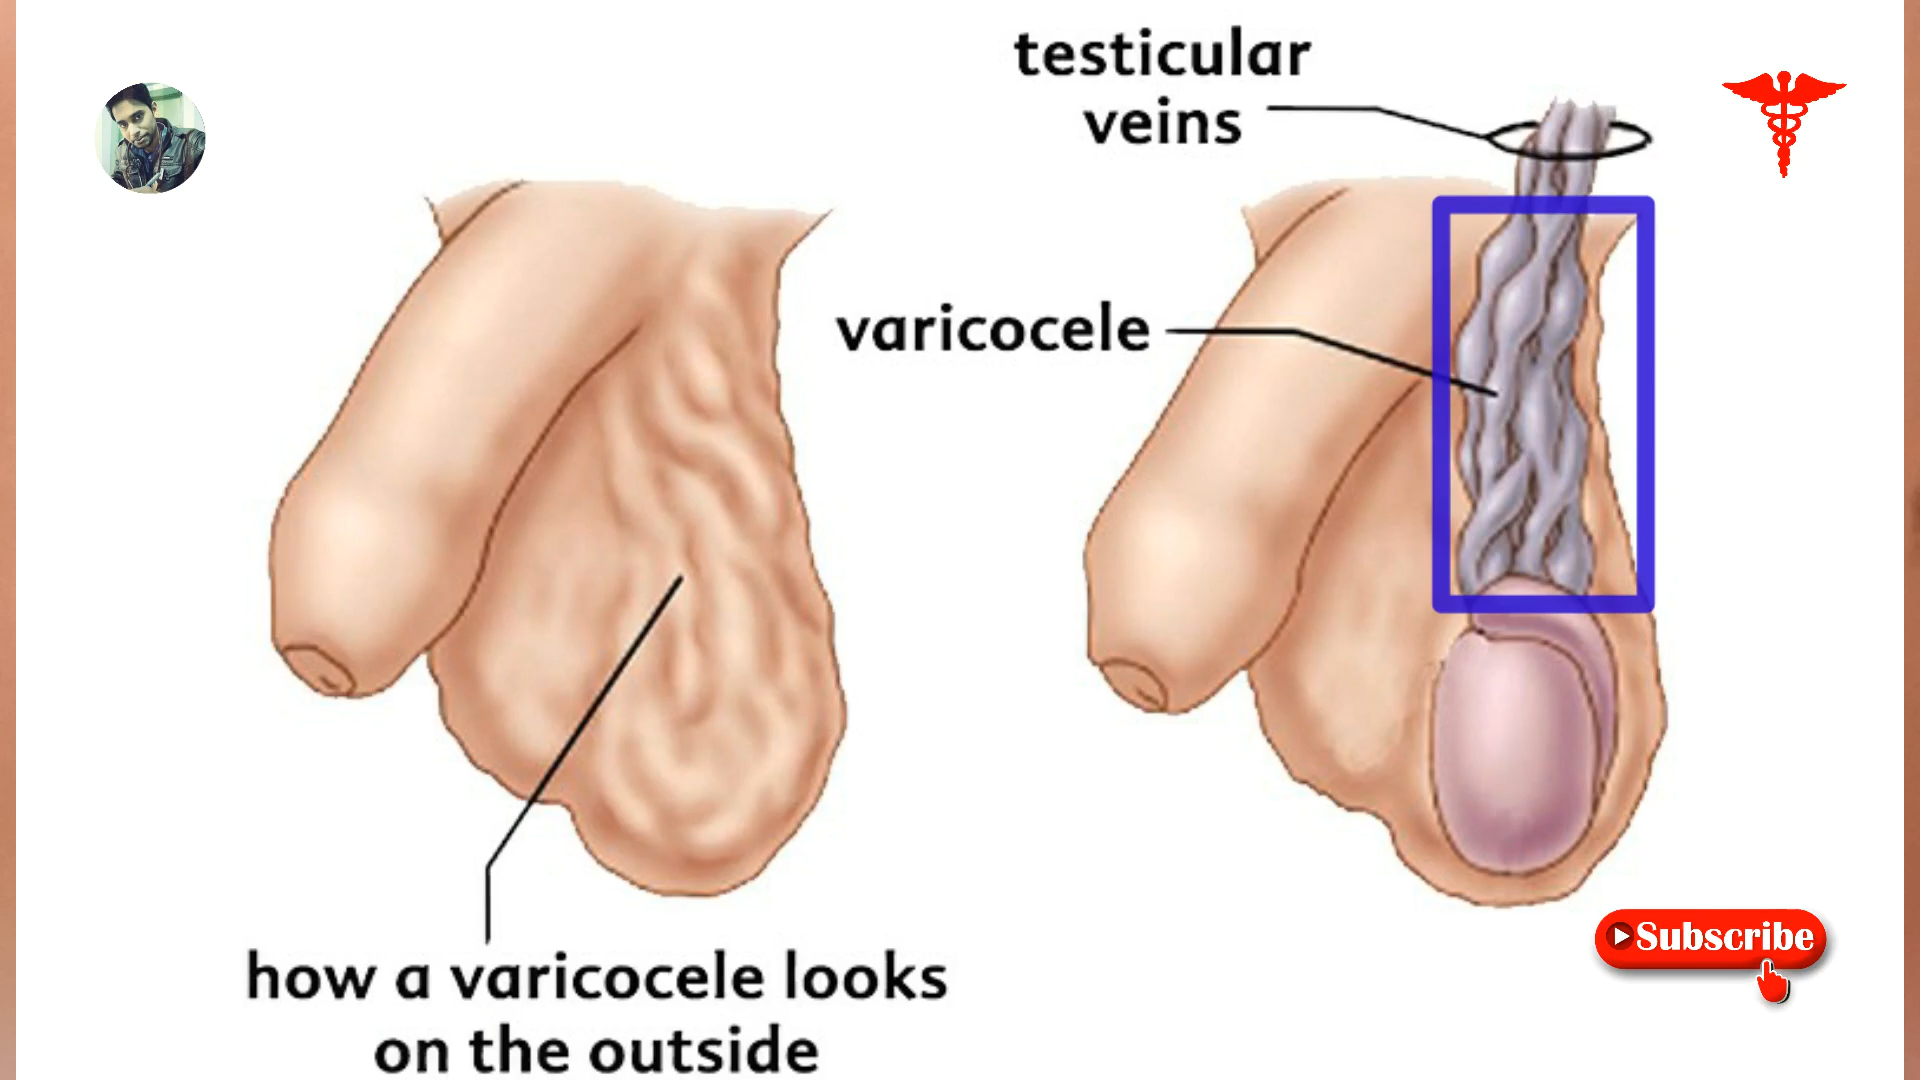 testicular
veins
varicocele
how a varicocele looks
on the outside
Subscribe